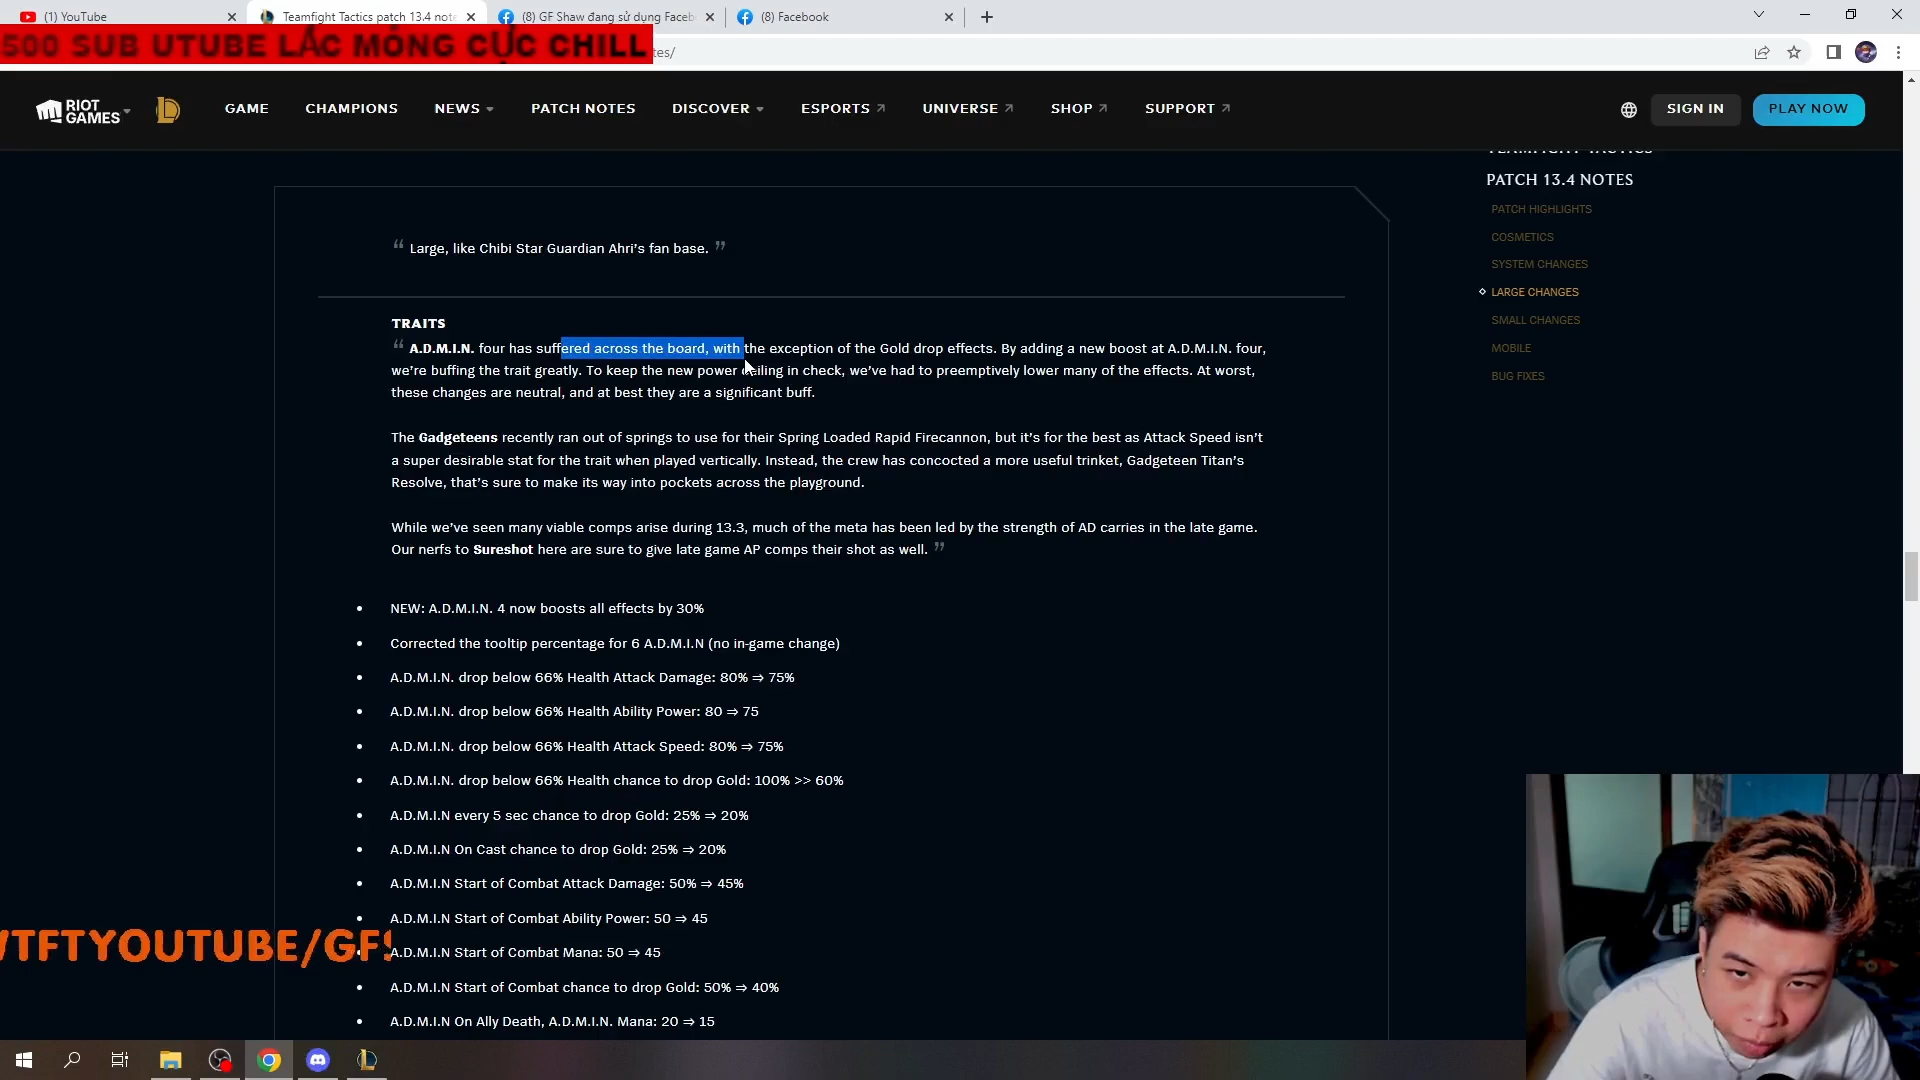 (1) YouTube
Teamfight Tactics patch 13.4 note
(8) GF Shaw đang sử dụng Faceb
(8) Facebook
500 SUB UTUBE LẮC MÔNG CỰC CHILL
tes/
RIOT GAMES
GAME
CHAMPIONS
NEWS
PATCH NOTES
DISCOVER
ESPORTS
UNIVERSE
SHOP
SUPPORT
SIGN IN
PLAY NOW
TEAMFIGHT TACTICS
PATCH 13.4 NOTES
PATCH HIGHLIGHTS
COSMETICS
SYSTEM CHANGES
LARGE CHANGES
SMALL CHANGES
MOBILE
BUG FIXES
“ Large, like Chibi Star Guardian Ahri’s fan base. ”
TRAITS
“ A.D.M.I.N. four has suffered across the board, with the exception of the Gold drop effects. By adding a new boost at A.D.M.I.N. four,
we’re buffing the trait greatly. To keep the new power ceiling in check, we’ve had to preemptively lower many of the effects. At worst,
these changes are neutral, and at best they are a significant buff.
The Gadgeteens recently ran out of springs to use for their Spring Loaded Rapid Firecannon, but it’s for the best as Attack Speed isn’t
a super desirable stat for the trait when played vertically. Instead, the crew has concocted a more useful trinket, Gadgeteen Titan’s
Resolve, that’s sure to make its way into pockets across the playground.
While we’ve seen many viable comps arise during 13.3, much of the meta has been led by the strength of AD carries in the late game.
Our nerfs to Sureshot here are sure to give late game AP comps their shot as well. ”
• NEW: A.D.M.I.N. 4 now boosts all effects by 30%
• Corrected the tooltip percentage for 6 A.D.M.I.N (no in-game change)
• A.D.M.I.N. drop below 66% Health Attack Damage: 80% ⇒ 75%
• A.D.M.I.N. drop below 66% Health Ability Power: 80 ⇒ 75
• A.D.M.I.N. drop below 66% Health Attack Speed: 80% ⇒ 75%
• A.D.M.I.N. drop below 66% Health chance to drop Gold: 100% >> 60%
• A.D.M.I.N every 5 sec chance to drop Gold: 25% ⇒ 20%
• A.D.M.I.N On Cast chance to drop Gold: 25% ⇒ 20%
• A.D.M.I.N Start of Combat Attack Damage: 50% ⇒ 45%
• A.D.M.I.N Start of Combat Ability Power: 50 ⇒ 45
• A.D.M.I.N Start of Combat Mana: 50 ⇒ 45
• A.D.M.I.N Start of Combat chance to drop Gold: 50% ⇒ 40%
• A.D.M.I.N On Ally Death, A.D.M.I.N. Mana: 20 ⇒ 15
/TFTYOUTUBE/GFS